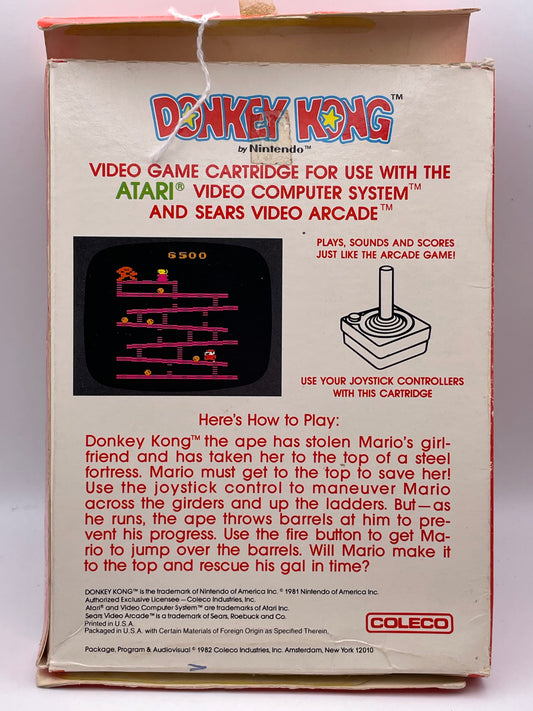 DONKEY KONG™
by Nintendo™
VIDEO GAME CARTRIDGE FOR USE WITH THE
ATARI® VIDEO COMPUTER SYSTEM™
AND SEARS VIDEO ARCADE™
6500
PLAYS, SOUNDS AND SCORES
JUST LIKE THE ARCADE GAME!
USE YOUR JOYSTICK CONTROLLERS
WITH THIS CARTRIDGE
Here's How to Play:
Donkey Kong™ the ape has stolen Mario's girl-
friend and has taken her to the top of a steel
fortress. Mario must get to the top to save her!
Use the joystick control to maneuver Mario
across the girders and up the ladders. But—as
he runs, the ape throws barrels at him to pre-
vent his progress. Use the fire button to get Ma-
rio to jump over the barrels. Will Mario make it
to the top and rescue his gal in time?
DONKEY KONG™ is the trademark of Nintendo of America Inc. © 1981 Nintendo of America Inc.
Authorized Exclusive Licensee – Coleco Industries, Inc.
Atari® and Video Computer System™ are trademarks of Atari Inc.
Sears Video Arcade™ is a trademark of Sears, Roebuck and Co.
Printed in U.S.A.
Packaged in U.S.A. with Certain Materials of Foreign Origin as Specified Therein.
COLECO
Package, Program & Audiovisual © 1982 Coleco Industries, Inc. Amsterdam, New York 12010